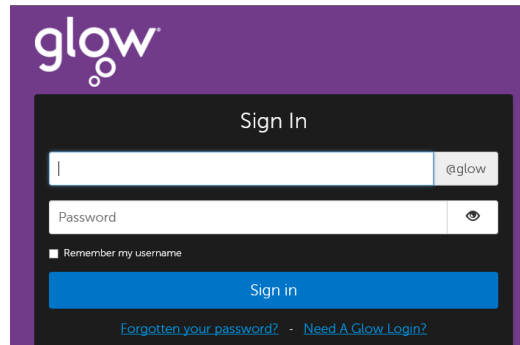 glow
Sign In
@glow
Password
Remember my username
Sign in
Forgotten your password? - Need A Glow Login?